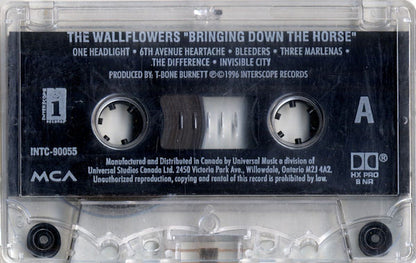 THE WALLFLOWERS "BRINGING DOWN THE HORSE"
ONE HEADLIGHT • 6TH AVENUE HEARTACHE • BLEEDERS • THREE MARLENAS •
THE DIFFERENCE • INVISIBLE CITY
PRODUCED BY: T-BONE BURNETT ℗©1996 INTERSCOPE RECORDS
INTERSCOPE
i
RECORDS
A
INTC-90055
Manufactured and Distributed in Canada by Universal Music a division of
Universal Studios Canada Ltd. 2450 Victoria Park Ave., Willowdale, Ontario M2J 4A2.
Unauthorized reproduction, copying and rental of this record is prohibited by law.
MCA
HX PRO
B NR